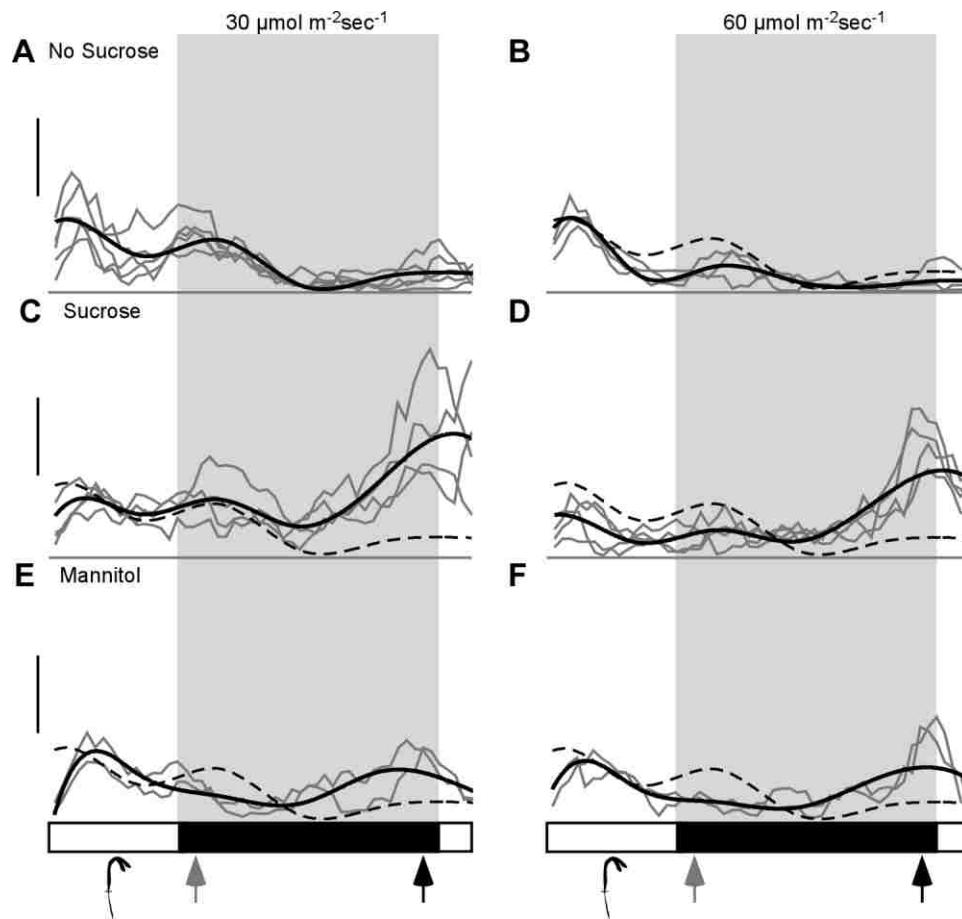 30 µmol m⁻²sec⁻¹
60 µmol m⁻²sec⁻¹
A No Sucrose
B
C Sucrose
D
E Mannitol
F